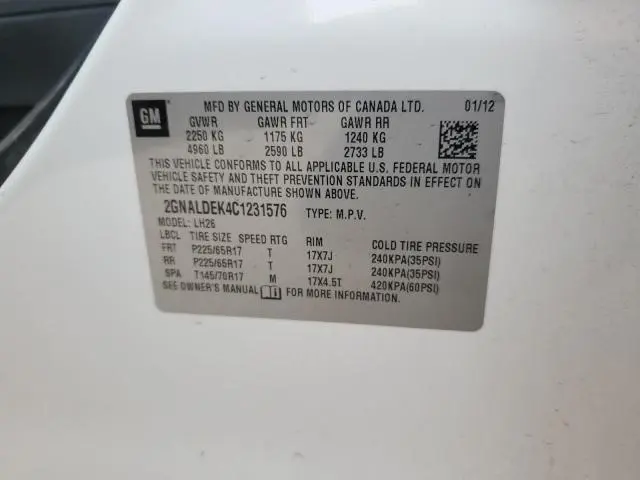 GM
MFD BY GENERAL MOTORS OF CANADA LTD. 01/12
GVWR GAWR FRT GAWR RR
2250 KG 1175 KG 1240 KG
4960 LB 2590 LB 2733 LB
THIS VEHICLE CONFORMS TO ALL APPLICABLE U.S. FEDERAL MOTOR
VEHICLE SAFETY AND THEFT PREVENTION STANDARDS IN EFFECT ON
THE DATE OF MANUFACTURE SHOWN ABOVE.
2GNALDEK4C1231576 TYPE: M.P.V.
MODEL: LH26
LBCL TIRE SIZE SPEED RTG RIM COLD TIRE PRESSURE
FRT P225/65R17 T 17X7J 240KPA(35PSI)
RR P225/65R17 T 17X7J 240KPA(35PSI)
SPA T145/70R17 M 17X4.5T 420KPA(60PSI)
SEE OWNER'S MANUAL FOR MORE INFORMATION.